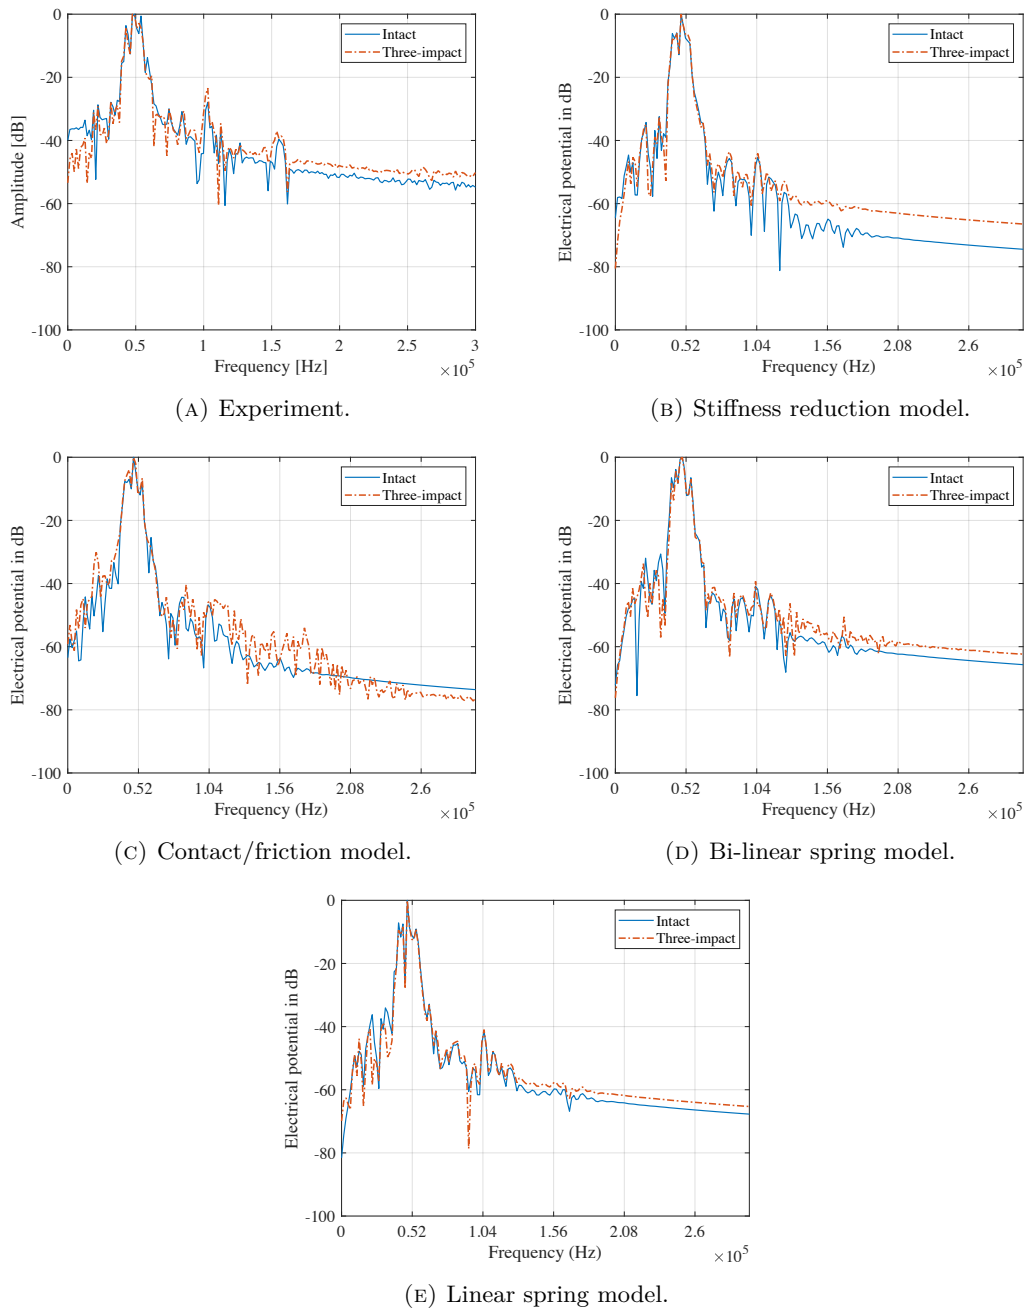 0
-20
-40
-60
-80
-100
Amplitude [dB]
Intact
Three-impact
0 0.5 1 1.5 2 2.5 3
Frequency [Hz]
×10^5
(A) Experiment.
0
-20
-40
-60
-80
-100
Electrical potential in dB
Intact
Three-impact
0 0.52 1.04 1.56 2.08 2.6
Frequency (Hz)
×10^5
(B) Stiffness reduction model.
0
-20
-40
-60
-80
-100
Electrical potential in dB
Intact
Three-impact
0 0.52 1.04 1.56 2.08 2.6
Frequency (Hz)
×10^5
(C) Contact/friction model.
0
-20
-40
-60
-80
-100
Electrical potential in dB
Intact
Three-impact
0 0.52 1.04 1.56 2.08 2.6
Frequency (Hz)
×10^5
(D) Bi-linear spring model.
0
-20
-40
-60
-80
-100
Electrical potential in dB
Intact
Three-impact
0 0.52 1.04 1.56 2.08 2.6
Frequency (Hz)
×10^5
(E) Linear spring model.